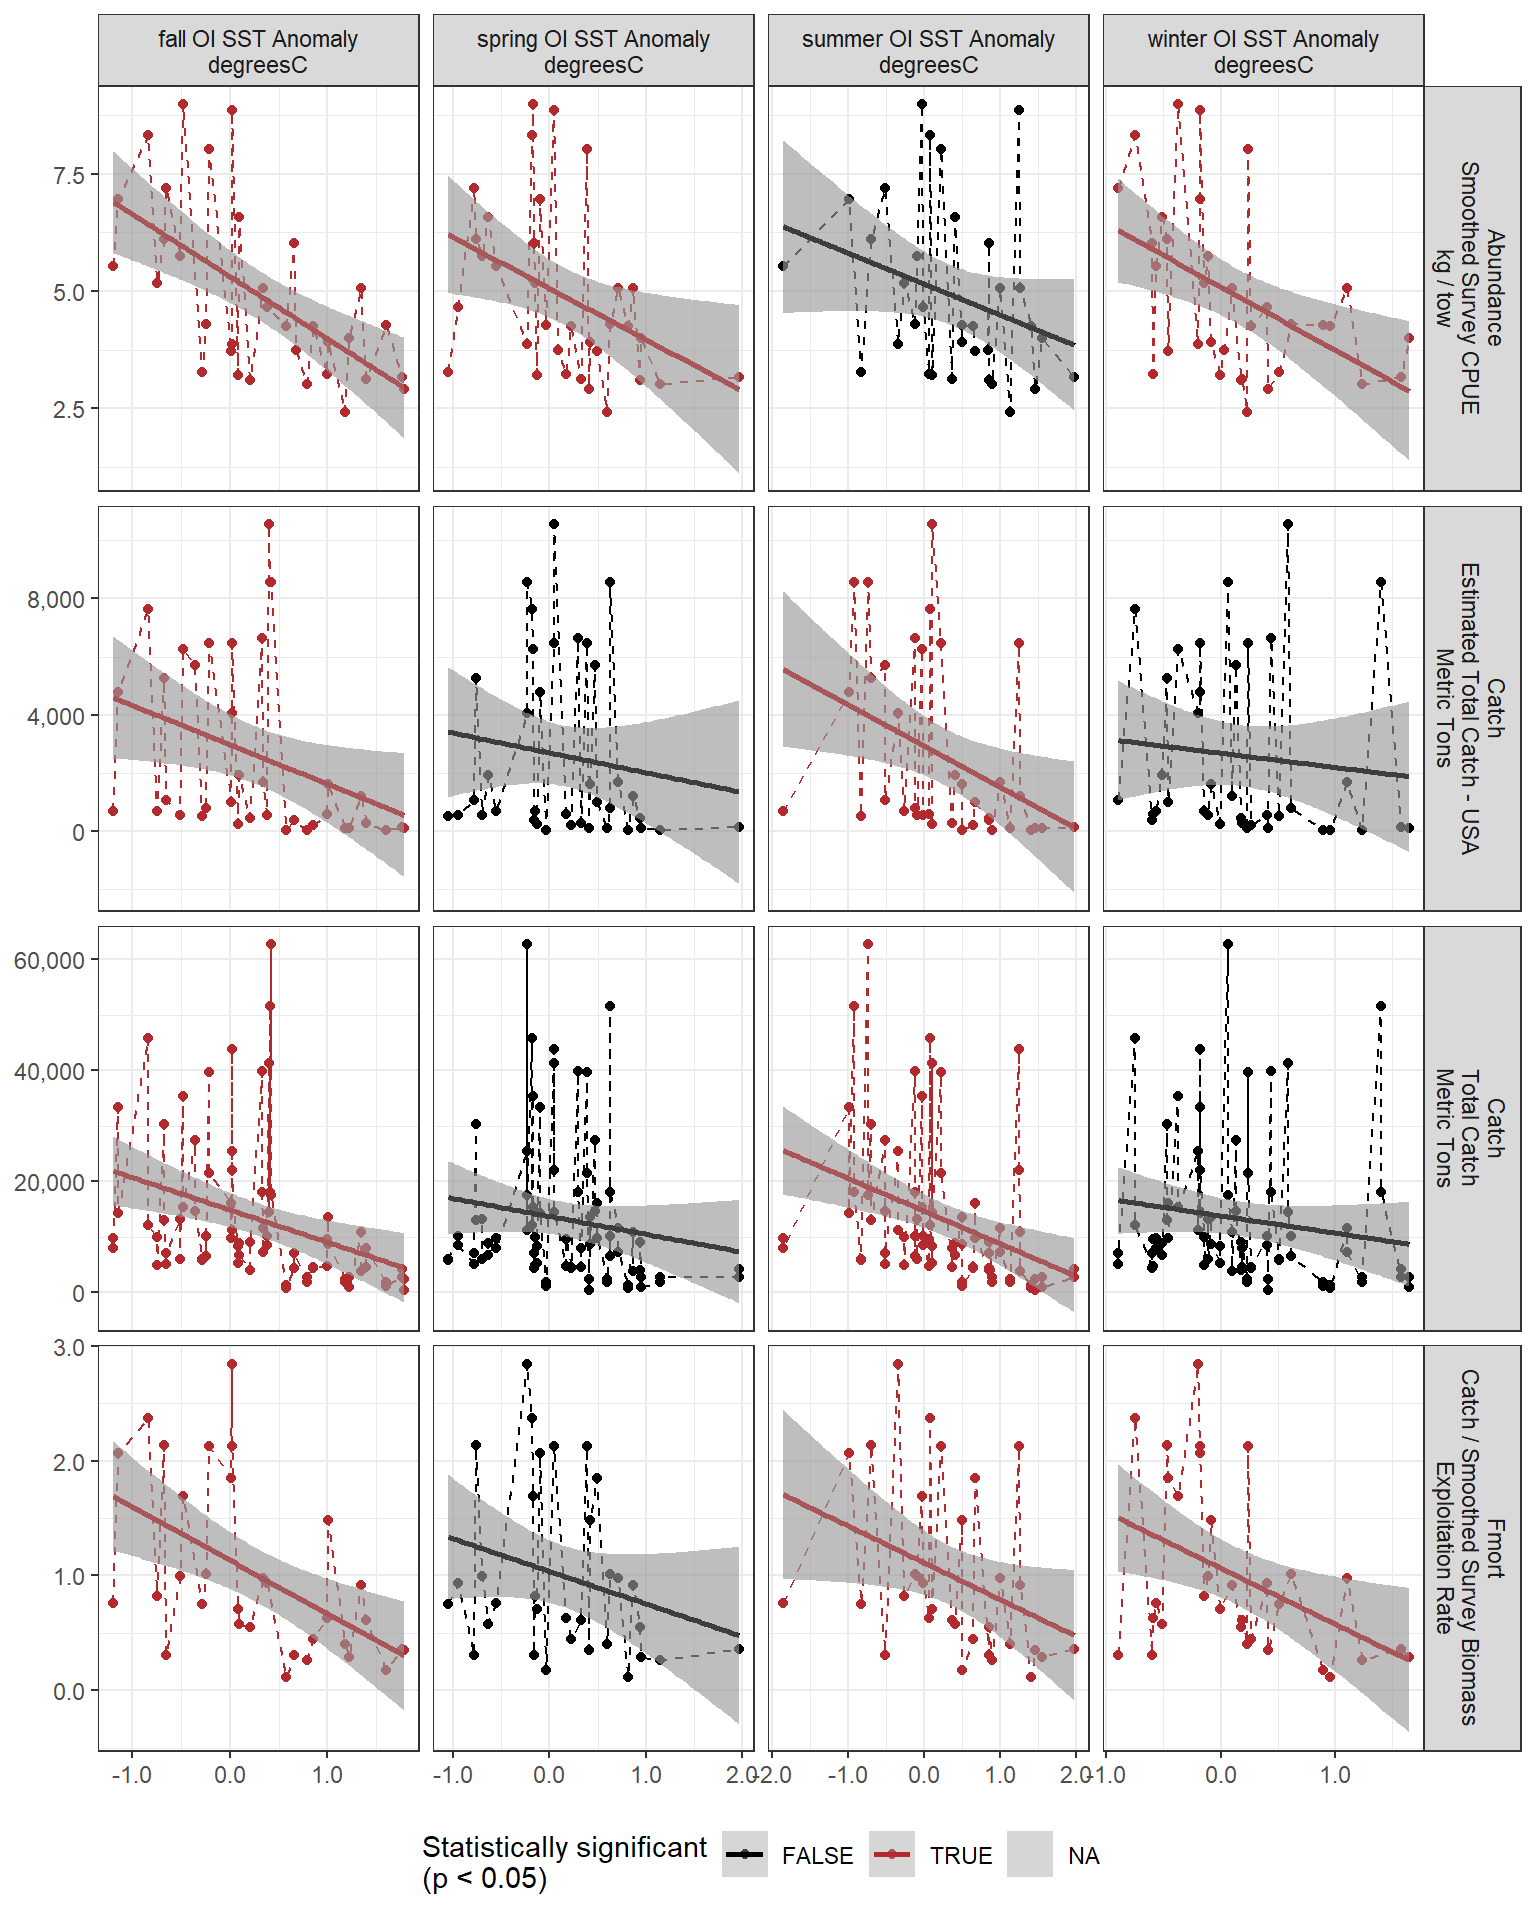 fall OI SST Anomaly
degreesC
spring OI SST Anomaly
degreesC
summer OI SST Anomaly
degreesC
winter OI SST Anomaly
degreesC
7.5
5.0
2.5
Abundance
Smoothed Survey CPUE
kg / tow
8,000
4,000
0
Catch
Estimated Total Catch - USA
Metric Tons
60,000
40,000
20,000
0
Catch
Total Catch
Metric Tons
3.0
2.0
1.0
0.0
Fmort
Catch / Smoothed Survey Biomass
Exploitation Rate
-1.0 0.0 1.0
-1.0 0.0 1.0 2.0
-2.0 -1.0 0.0 1.0 2.0
-1.0 0.0 1.0
Statistically significant
(p < 0.05)
FALSE
TRUE
NA